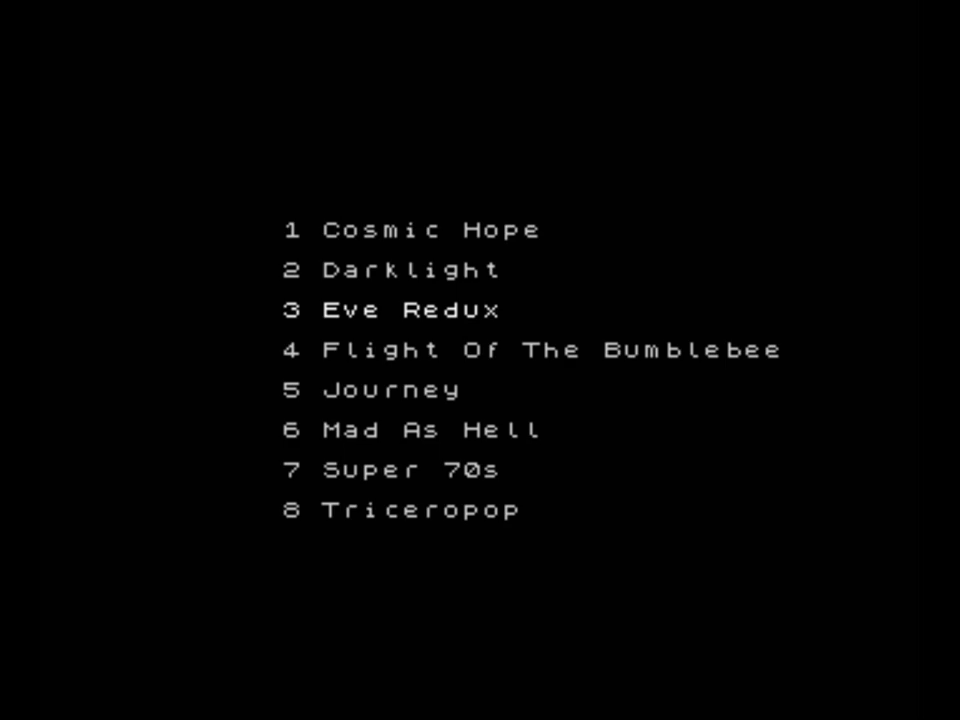 1 Cosmic Hope
2 Darklight
3 Eve Redux
4 Flight Of The Bumblebee
5 Journey
6 Mad As Hell
7 Super 70s
8 Triceropop